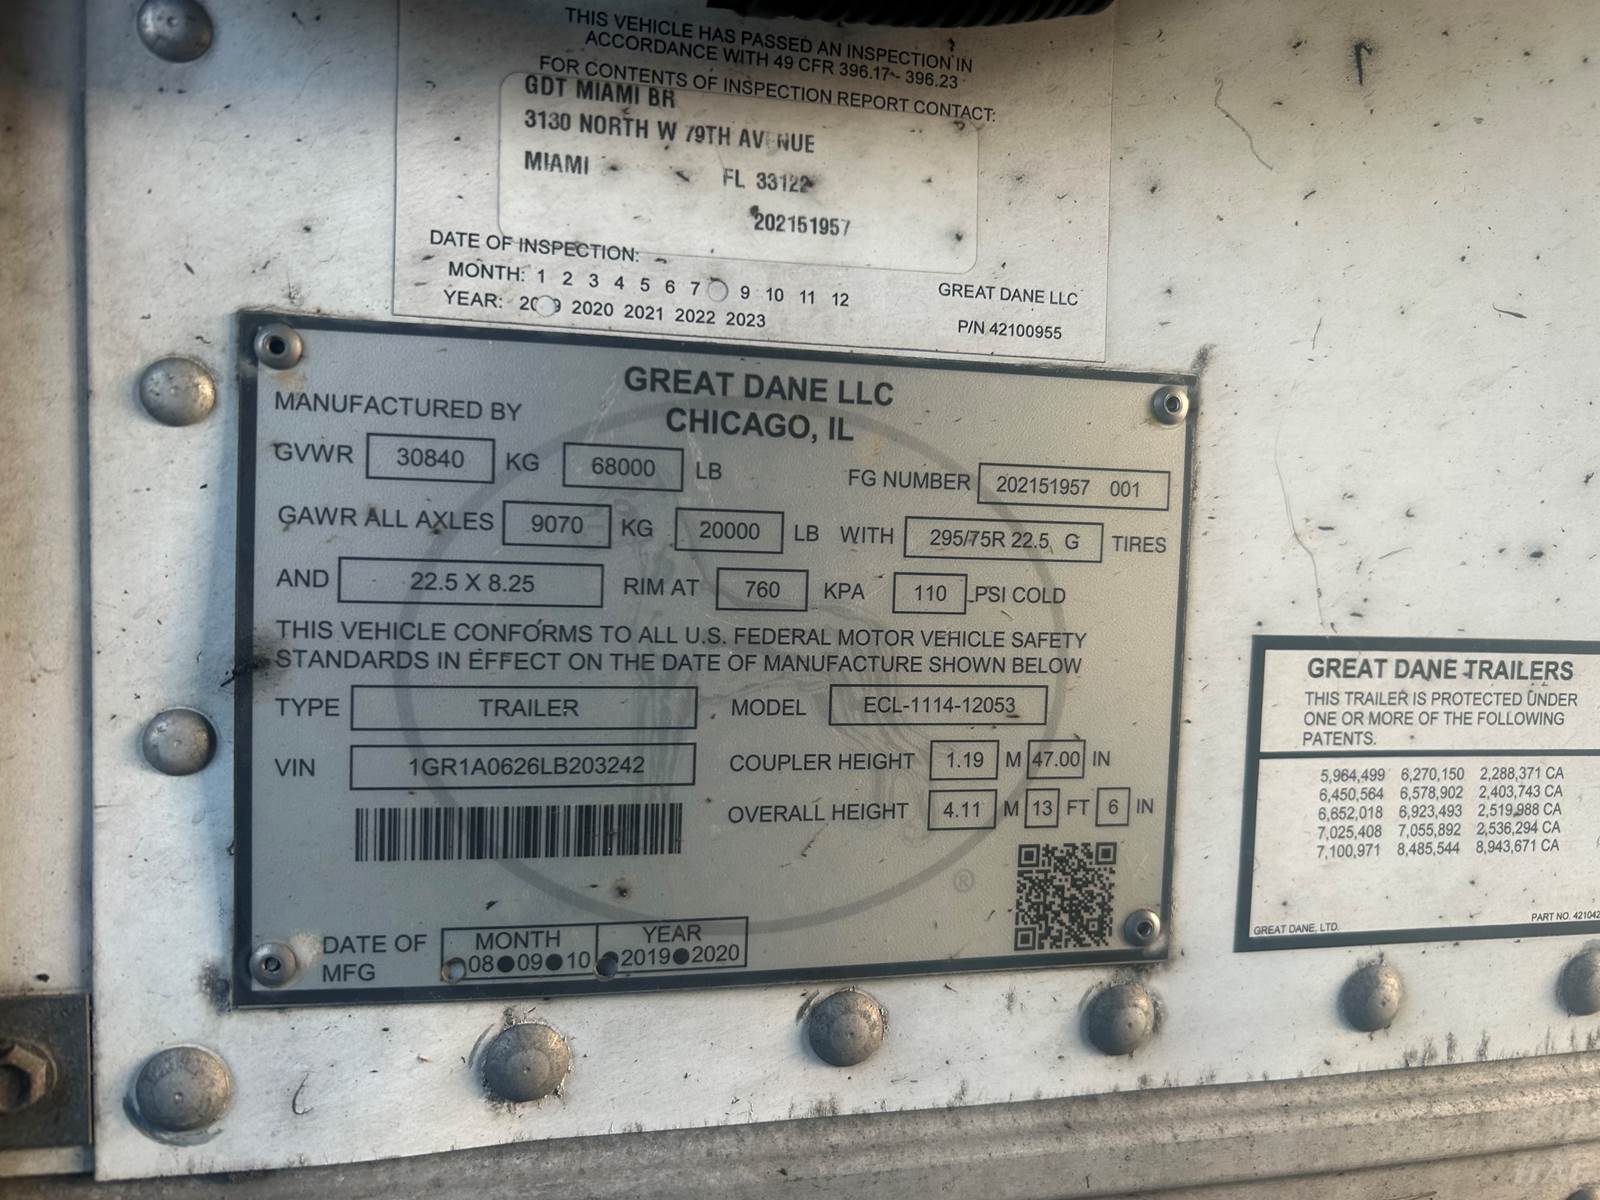 THIS VEHICLE HAS PASSED AN INSPECTION IN
ACCORDANCE WITH 49 CFR 396.17 - 396.23
FOR CONTENTS OF INSPECTION REPORT CONTACT:
GDT MIAMI BR
3130 NORTH W 79TH AVENUE
MIAMI FL 33122
202151957
DATE OF INSPECTION:
MONTH: 1 2 3 4 5 6 7 9 10 11 12
YEAR: 2019 2020 2021 2022 2023
GREAT DANE LLC
P/N 42100955
GREAT DANE LLC
MANUFACTURED BY
CHICAGO, IL
GVWR 30840 KG 68000 LB FG NUMBER 202151957 001
GAWR ALL AXLES 9070 KG 20000 LB WITH 295/75R 22.5 G TIRES
AND 22.5 X 8.25 RIM AT 760 KPA 110 PSI COLD
THIS VEHICLE CONFORMS TO ALL U.S. FEDERAL MOTOR VEHICLE SAFETY
STANDARDS IN EFFECT ON THE DATE OF MANUFACTURE SHOWN BELOW
TYPE TRAILER MODEL ECL-1114-12053
VIN 1GR1A0626LB203242 COUPLER HEIGHT 1.19 M 47.00 IN
OVERALL HEIGHT 4.11 M 13 FT 6 IN
®
DATE OF MFG
MONTH YEAR
08 09 10 2019 2020
GREAT DANE TRAILERS
THIS TRAILER IS PROTECTED UNDER
ONE OR MORE OF THE FOLLOWING
PATENTS.
5,964,499 6,270,150 2,288,371 CA
6,450,564 6,578,902 2,403,743 CA
6,652,018 6,923,493 2,519,988 CA
7,025,408 7,055,892 2,536,294 CA
7,100,971 8,485,544 8,943,671 CA
PART NO. 42104
GREAT DANE, LTD.